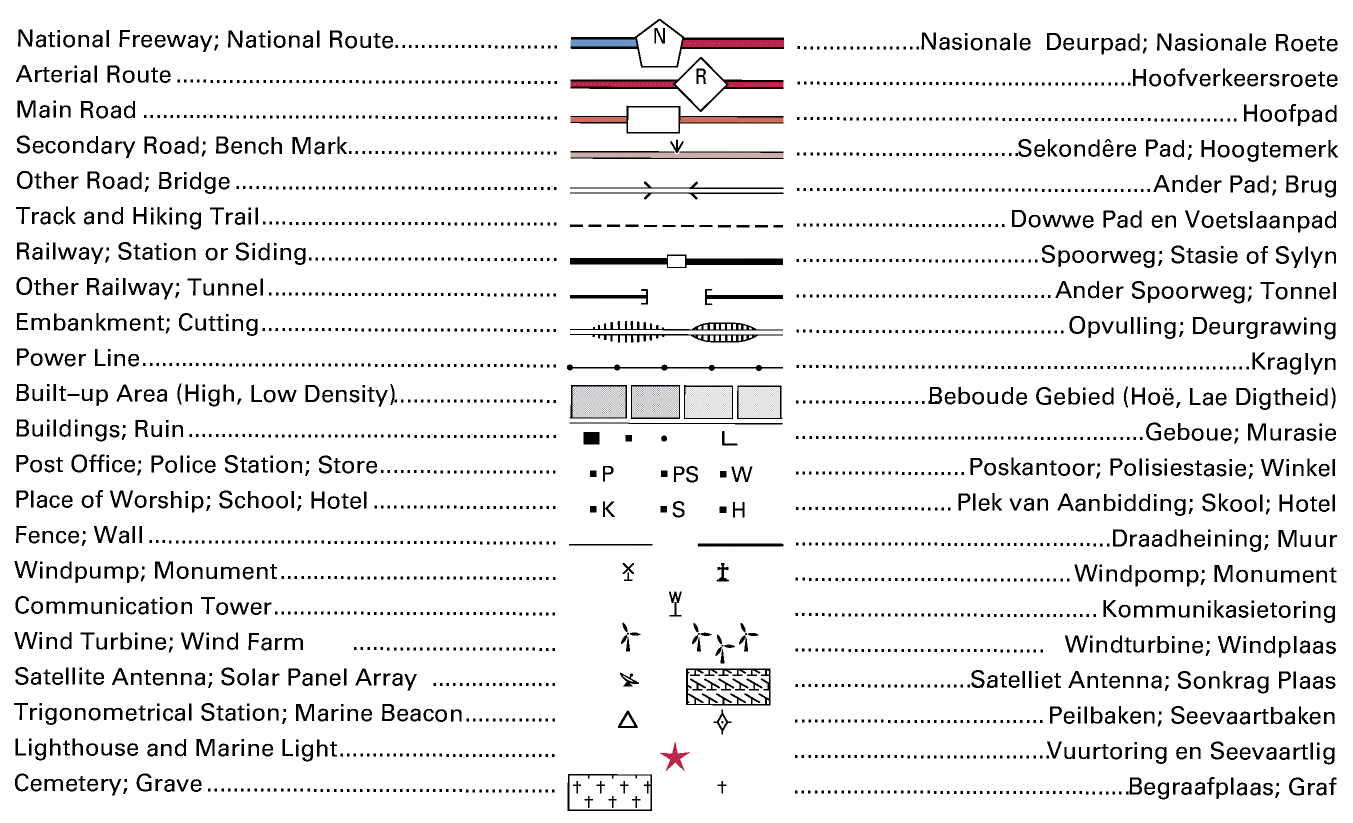 National Freeway; National Route.......................... N .....................Nasionale Deurpad; Nasionale Roete
Arterial Route ............................................................. R ........................................................Hoofverkeersroete
Main Road .................................................................. ....................................................................... Hoofpad
Secondary Road; Bench Mark................................. ....................................Sekondêre Pad; Hoogtemerk
Other Road; Bridge .................................................... ..........................................................Ander Pad; Brug
Track and Hiking Trail................................................ ................................. Dowwe Pad en Voetslaanpad
Railway; Station or Siding......................................... .......................................Spoorweg; Stasie of Sylyn
Other Railway; Tunnel............................................... .......................................... Ander Spoorweg; Tonnel
Embankment; Cutting................................................ ............................................ Opvulling; Deurgrawing
Power Line.................................................................. .........................................................................Kraglyn
Built–up Area (High, Low Density)......................... .....................Beboude Gebied (Hoë, Lae Digtheid)
Buildings; Ruin........................................................... ..........................................................Geboue; Murasie
Post Office; Police Station; Store............................ P PS W ...........................Poskantoor; Polisiestasie; Winkel
Place of Worship; School; Hotel ............................. K S H ......................... Plek van Aanbidding; Skool; Hotel
Fence; Wall ................................................................. ...................................................Draadheining; Muur
Windpump; Monument............................................ ............................................Windpomp; Monument
Communication Tower............................................. W ................................................ Kommunikasietoring
Wind Turbine; Wind Farm ................................ ........................................ Windturbine; Windplaas
Satellite Antenna; Solar Panel Array .................... ............................Satelliet Antenna; Sonkrag Plaas
Trigonometrical Station; Marine Beacon.............. ........................................ Peilbaken; Seevaartbaken
Lighthouse and Marine Light................................... ........................................Vuurtoring en Seevaartlig
Cemetery; Grave ........................................................ ......................................................Begraafplaas; Graf